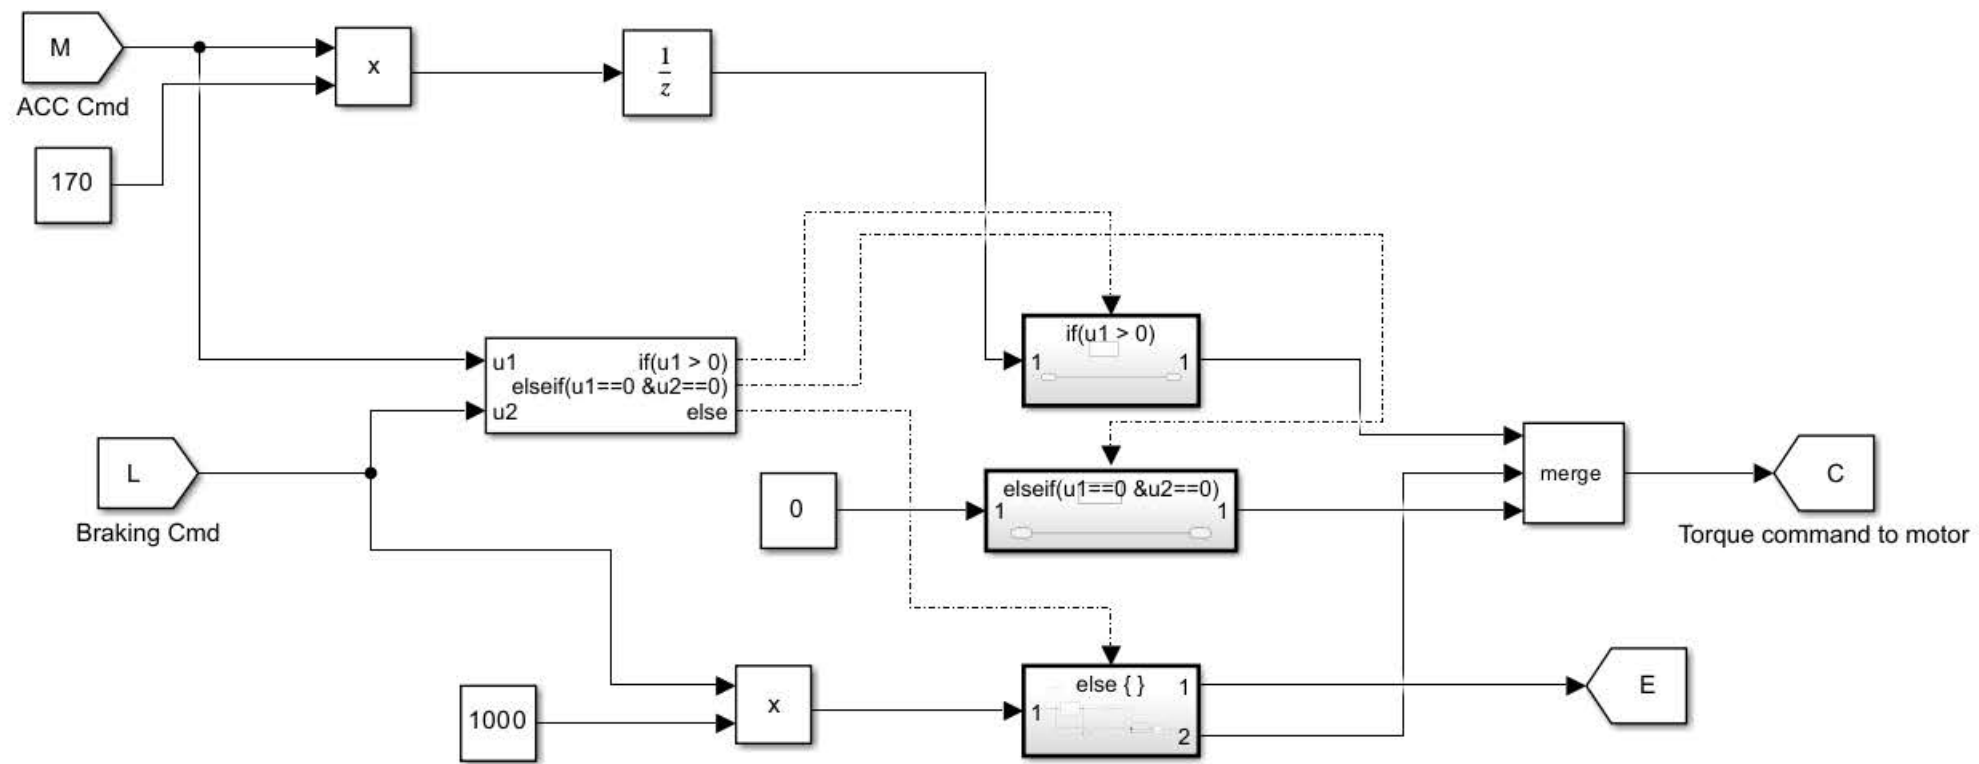 M
ACC Cmd
x
1
z
170
if(u1 > 0)
1
1
u1
if(u1 > 0)
elseif(u1==0 &u2==0)
u2
else
L
Braking Cmd
0
elseif(u1==0 &u2==0)
1
1
merge
C
Torque command to motor
1000
x
else { }
1
1
2
E